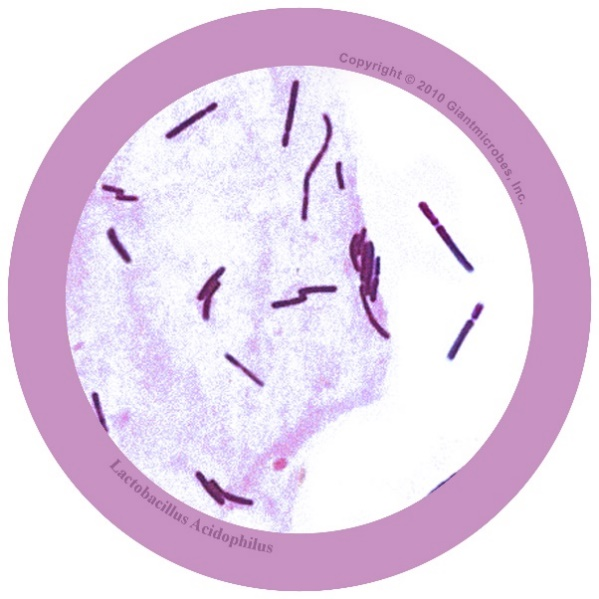 Copyright © 2010 Giantmicrobes, Inc.
Lactobacillus Acidophilus